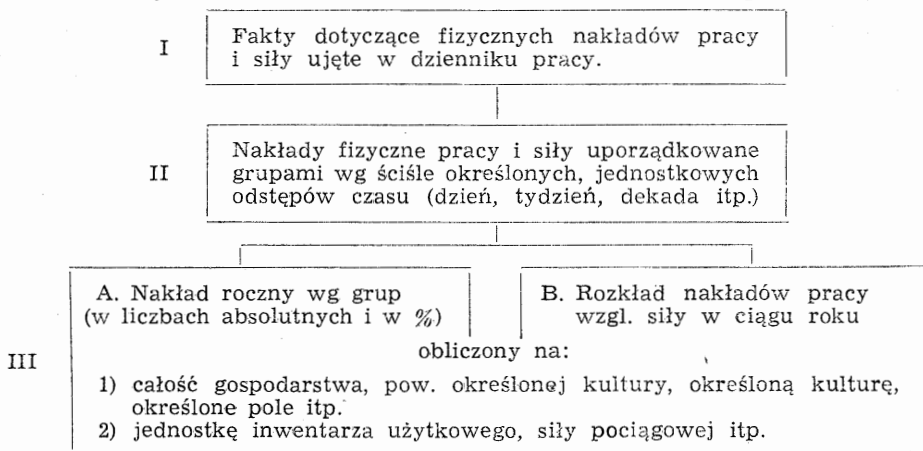 I
Fakty dotyczące fizycznych nakładów pracy
i siły ujęte w dzienniku pracy.
II
Nakłady fizyczne pracy i siły uporządkowane
grupami wg ściśle określonych, jednostkowych
odstępów czasu (dzień, tydzień, dekada itp.)
III
A. Nakład roczny wg grup
(w liczbach absolutnych i w %)
B. Rozkład nakładów pracy
wzgl. siły w ciągu roku
obliczony na:
1) całość gospodarstwa, pow. określonej kultury, określoną kulturę,
określone pole itp.
2) jednostkę inwentarza użytkowego, siły pociągowej itp.